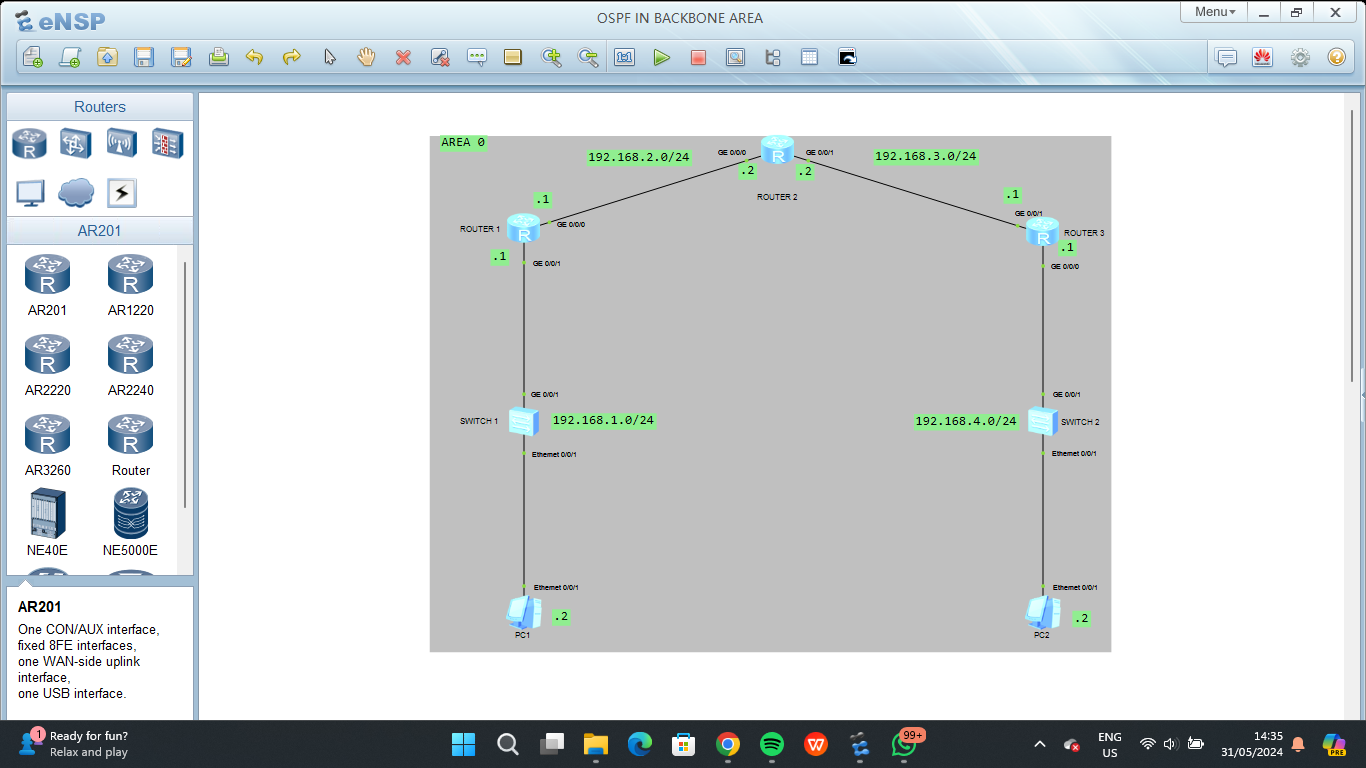 eNSP
OSPF IN BACKBONE AREA
Menu
1:1
Routers
AR201
AR201
AR1220
AR2220
AR2240
AR3260
Router
NE40E
NE5000E
AR201
One CON/AUX interface,
fixed 8FE interfaces,
one WAN-side uplink
interface,
one USB interface.
AREA 0
192.168.2.0/24
GE 0/0/0
GE 0/0/1
192.168.3.0/24
.2
.2
ROUTER 2
.1
.1
GE 0/0/1
ROUTER 1
GE 0/0/0
ROUTER 3
.1
.1
GE 0/0/1
GE 0/0/0
GE 0/0/1
GE 0/0/1
SWITCH 1
192.168.1.0/24
192.168.4.0/24
SWITCH 2
Ethernet 0/0/1
Ethernet 0/0/1
Ethernet 0/0/1
Ethernet 0/0/1
.2
.2
PC1
PC2
1
Ready for fun?
Relax and play
99+
ENG
US
14:35
31/05/2024
PRE